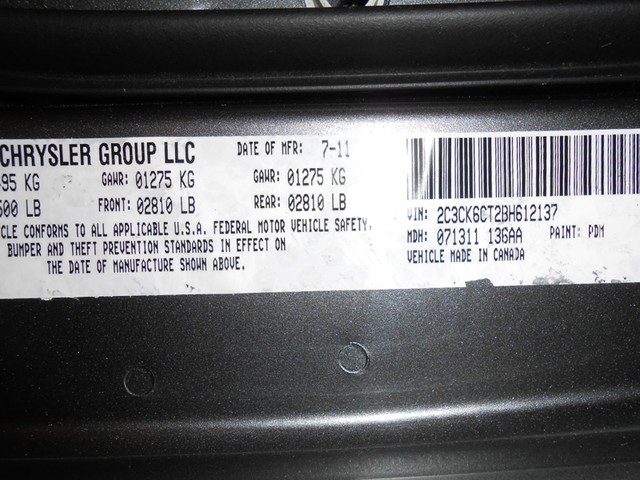 CHRYSLER GROUP LLC DATE OF MFR: 7-11
95 KG GAWR: 01275 KG GAWR: 01275 KG
500 LB FRONT: 02810 LB REAR: 02810 LB
CLE CONFORMS TO ALL APPLICABLE U.S.A. FEDERAL MOTOR VEHICLE SAFETY,
BUMPER AND THEFT PREVENTION STANDARDS IN EFFECT ON
THE DATE OF MANUFACTURE SHOWN ABOVE.
VIN: 2C3CK6CT2BH612137
MDH: 071311 136AA PAINT: PDM
VEHICLE MADE IN CANADA